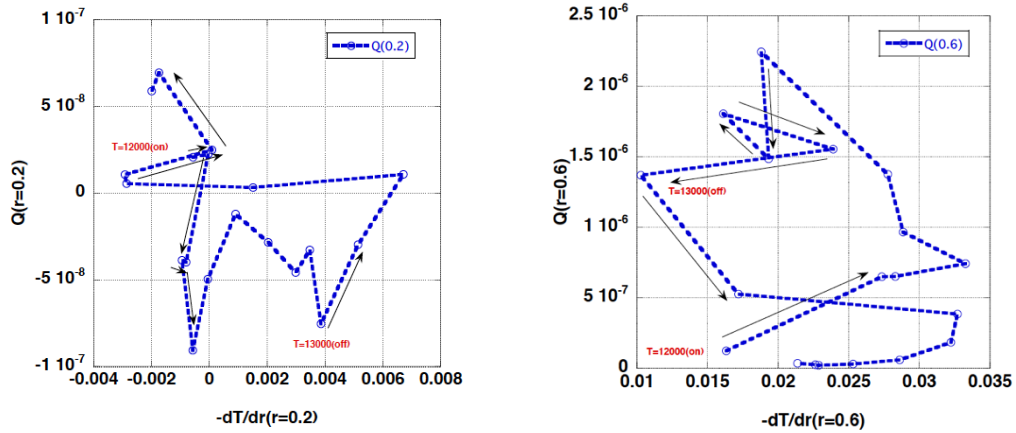 1 10⁻⁷
5 10⁻⁸
0
-5 10⁻⁸
-1 10⁻⁷
Q(r=0.2)
Q(0.2)
T=12000(on)
T=13000(off)
-0.004 -0.002 0 0.002 0.004 0.006 0.008
-dT/dr(r=0.2)
2.5 10⁻⁶
2 10⁻⁶
1.5 10⁻⁶
1 10⁻⁶
5 10⁻⁷
0
Q(r=0.6)
Q(0.6)
T=13000(off)
T=12000(on)
0.01 0.015 0.02 0.025 0.03 0.035
-dT/dr(r=0.6)